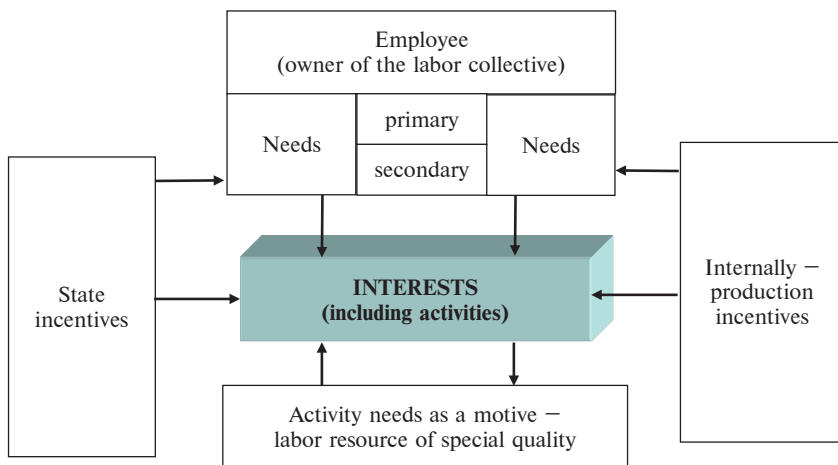 Employee
(owner of the labor collective)
Needs
primary
secondary
Needs
State
incentives
INTERESTS
(including activities)
Internally –
production
incentives
Activity needs as a motive –
labor resource of special quality